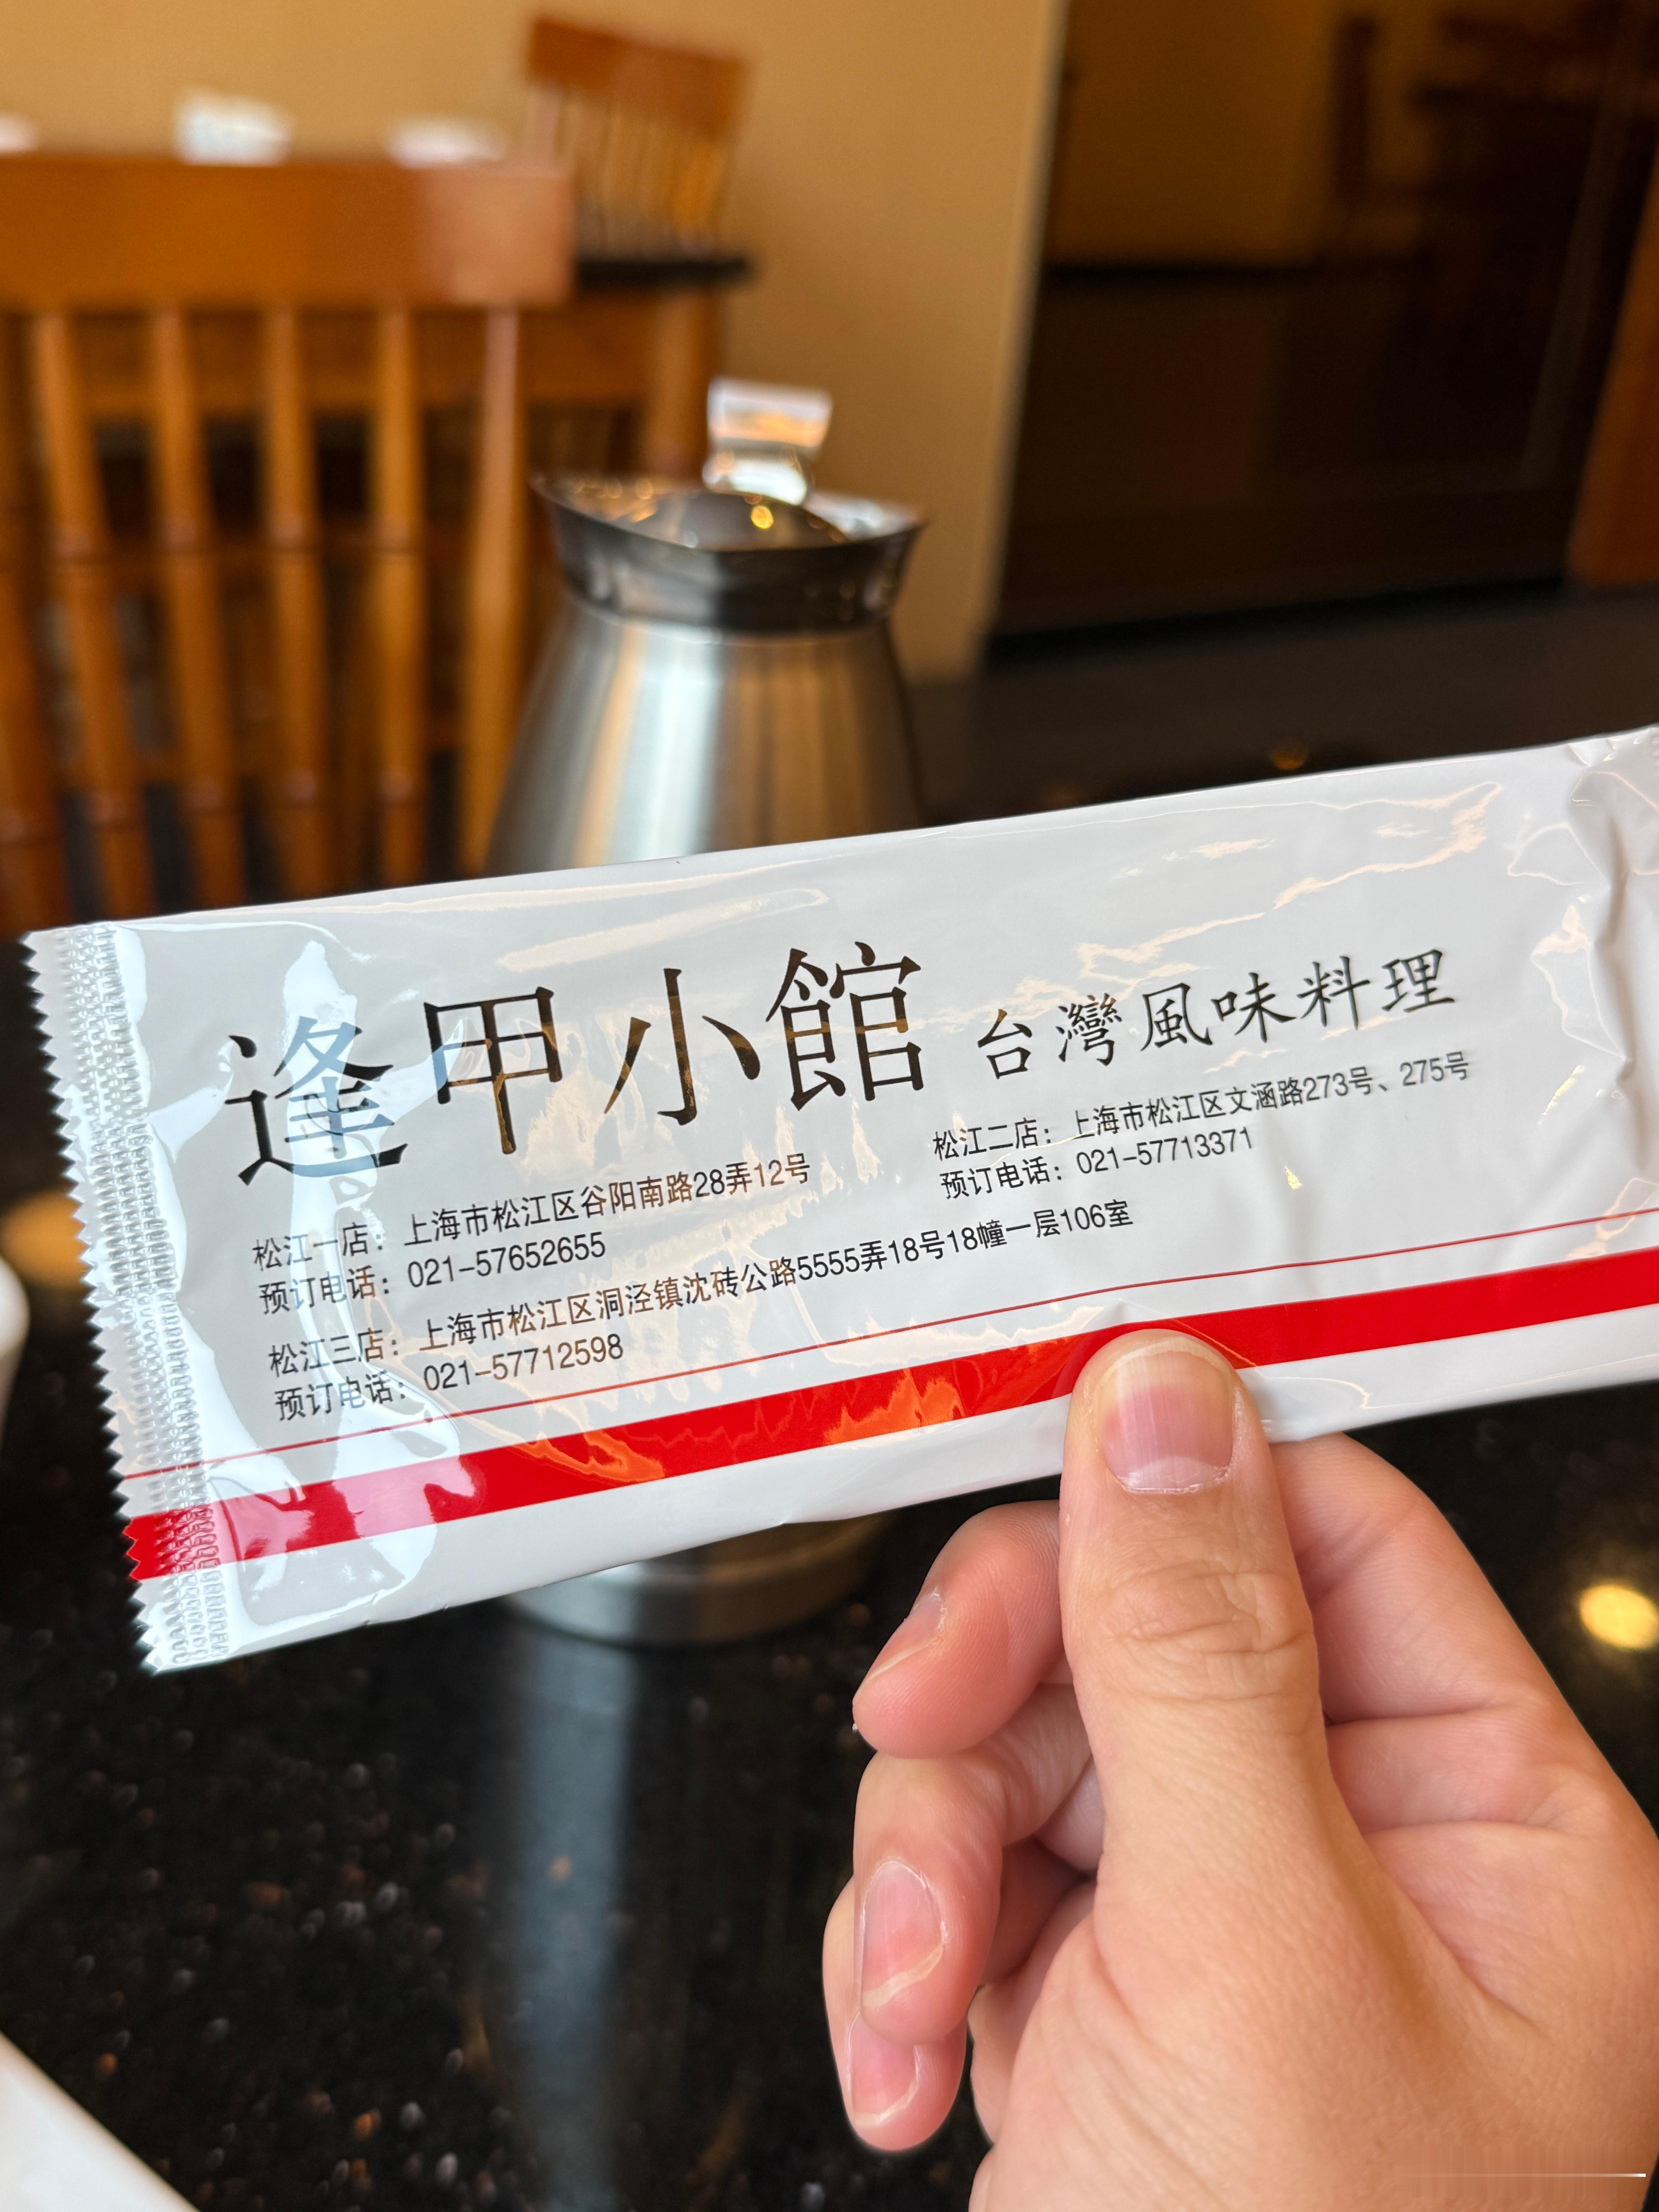 逢甲小館 台灣風味料理
松江一店：上海市松江区谷阳南路28弄12号
预订电话：021-57652655
松江二店：上海市松江区文涵路273号、275号
预订电话：021-57713371
松江三店：上海市松江区洞泾镇沈砖公路5555弄18号18幢一层106室
预订电话：021-57712598